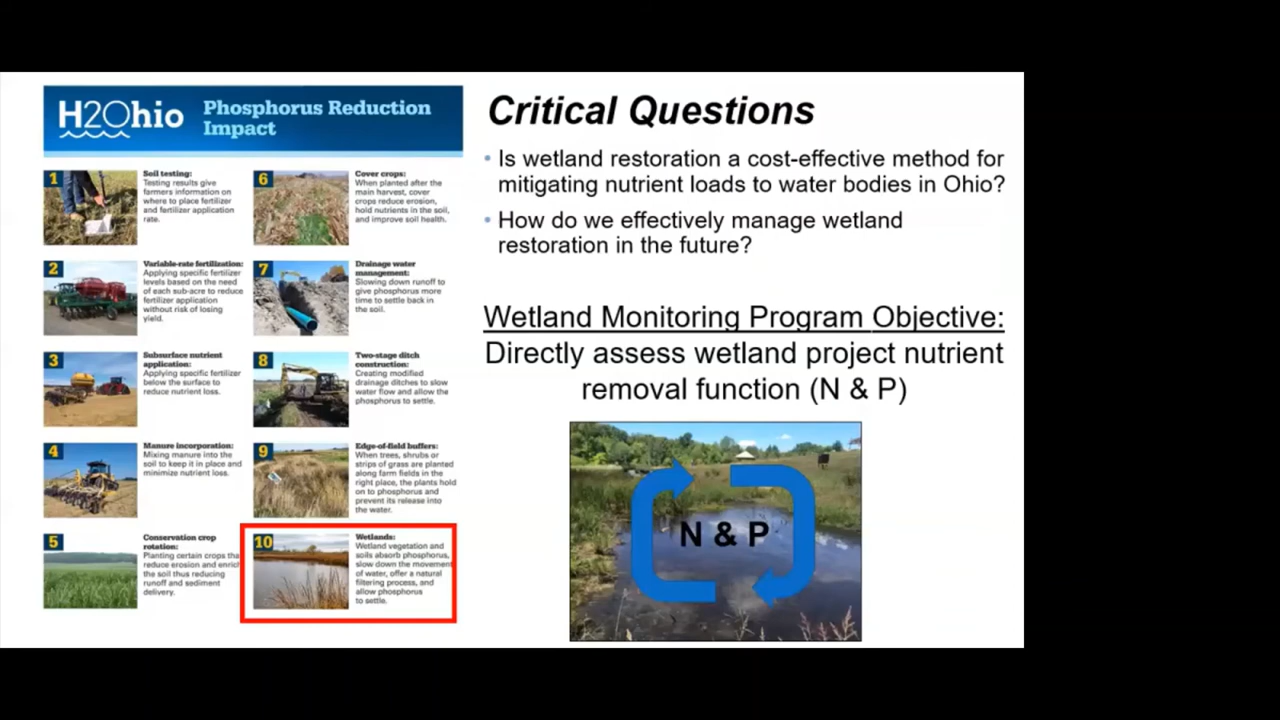 H2Ohio
Phosphorus Reduction
Impact
1
Soil testing:
Testing results give
farmers information on
where to place fertilizer
and fertilizer application
rate.
2
Variable-rate fertilization:
Applying specific fertilizer
levels based on the need
of each sub-acre to reduce
fertilizer application
without risk of losing
yield.
3
Subsurface nutrient
application:
Applying specific fertilizer
below the surface to
reduce nutrient loss.
4
Manure incorporation:
Mixing manure into the
soil to keep it in place and
minimize nutrient loss.
5
Conservation crop
rotation:
Planting certain crops tha
reduce erosion and enrich
the soil thus reducing
runoff and sediment
delivery.
6
Cover crops:
When planted after the
main harvest, cover
crops reduce erosion,
hold nutrients in the soil,
and improve soil health.
7
Drainage water
management:
Slowing down runoff to
give phosphorus more
time to settle back in
the soil.
8
Two-stage ditch
construction:
Creating modified
drainage ditches to slow
water flow and allow the
phosphorus to settle.
9
Edge-of-field buffers:
When trees, shrubs or
strips of grass are planted
along farm fields in the
right place, the plants hold
on to phosphorus and
prevent its release into
the water.
10
Wetlands:
Wetland vegetation and
soils absorb phosphorus,
slow down the movement
of water, offer a natural
filtering process, and
allow phosphorus
to settle.
Critical Questions
• Is wetland restoration a cost-effective method for
mitigating nutrient loads to water bodies in Ohio?
• How do we effectively manage wetland
restoration in the future?
Wetland Monitoring Program Objective:
Directly assess wetland project nutrient
removal function (N & P)
N & P